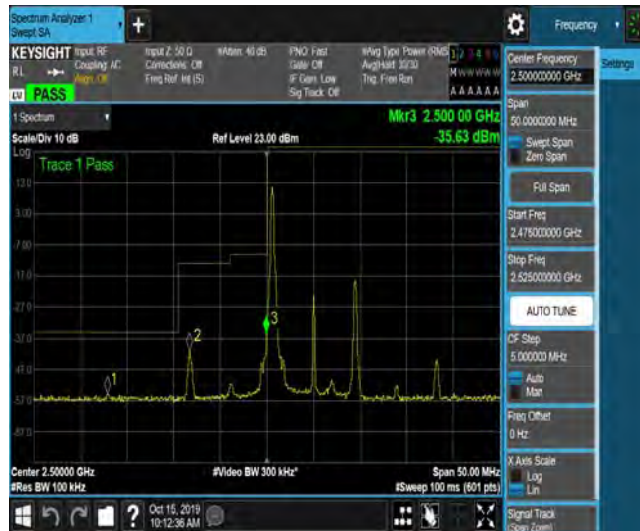 Spectrum Analyzer 1
Swept SA
Frequency
KEYSIGHT
Input: RF
Input Z: 50 Ω
#Atten: 40 dB
PNO: Fast
#Avg Type: Power (RMS
1 2 3 4 5 6
RL
Coupling: AC
Corrections: Off
Gate: Off
Avg|Hold: 30/30
M W W W W W
Align: Off
Freq Ref: Int (S)
IF Gain: Low
Trig: Free Run
Sig Track: Off
A A A A A A
PASS
1 Spectrum
Mkr3 2.500 00 GHz
Scale/Div 10 dB
Ref Level 23.00 dBm
-35.63 dBm
Log
Trace 1 Pass
13.0
3.00
-7.00
-17.0
-27.0
-37.0
-47.0
-57.0
-67.0
1
2
3
Center 2.50000 GHz
#Video BW 300 kHz*
Span 50.00 MHz
#Res BW 100 kHz
#Sweep 100 ms (601 pts)
?
Oct 15, 2019
10:12:36 AM
Center Frequency
2.500000000 GHz
Settings
Span
50.0000000 MHz
Swept Span
Zero Span
Full Span
Start Freq
2.475000000 GHz
Stop Freq
2.525000000 GHz
AUTO TUNE
CF Step
5.000000 MHz
Auto
Man
Freq Offset
0 Hz
X Axis Scale
Log
Lin
Signal Track
(Span Zoom)